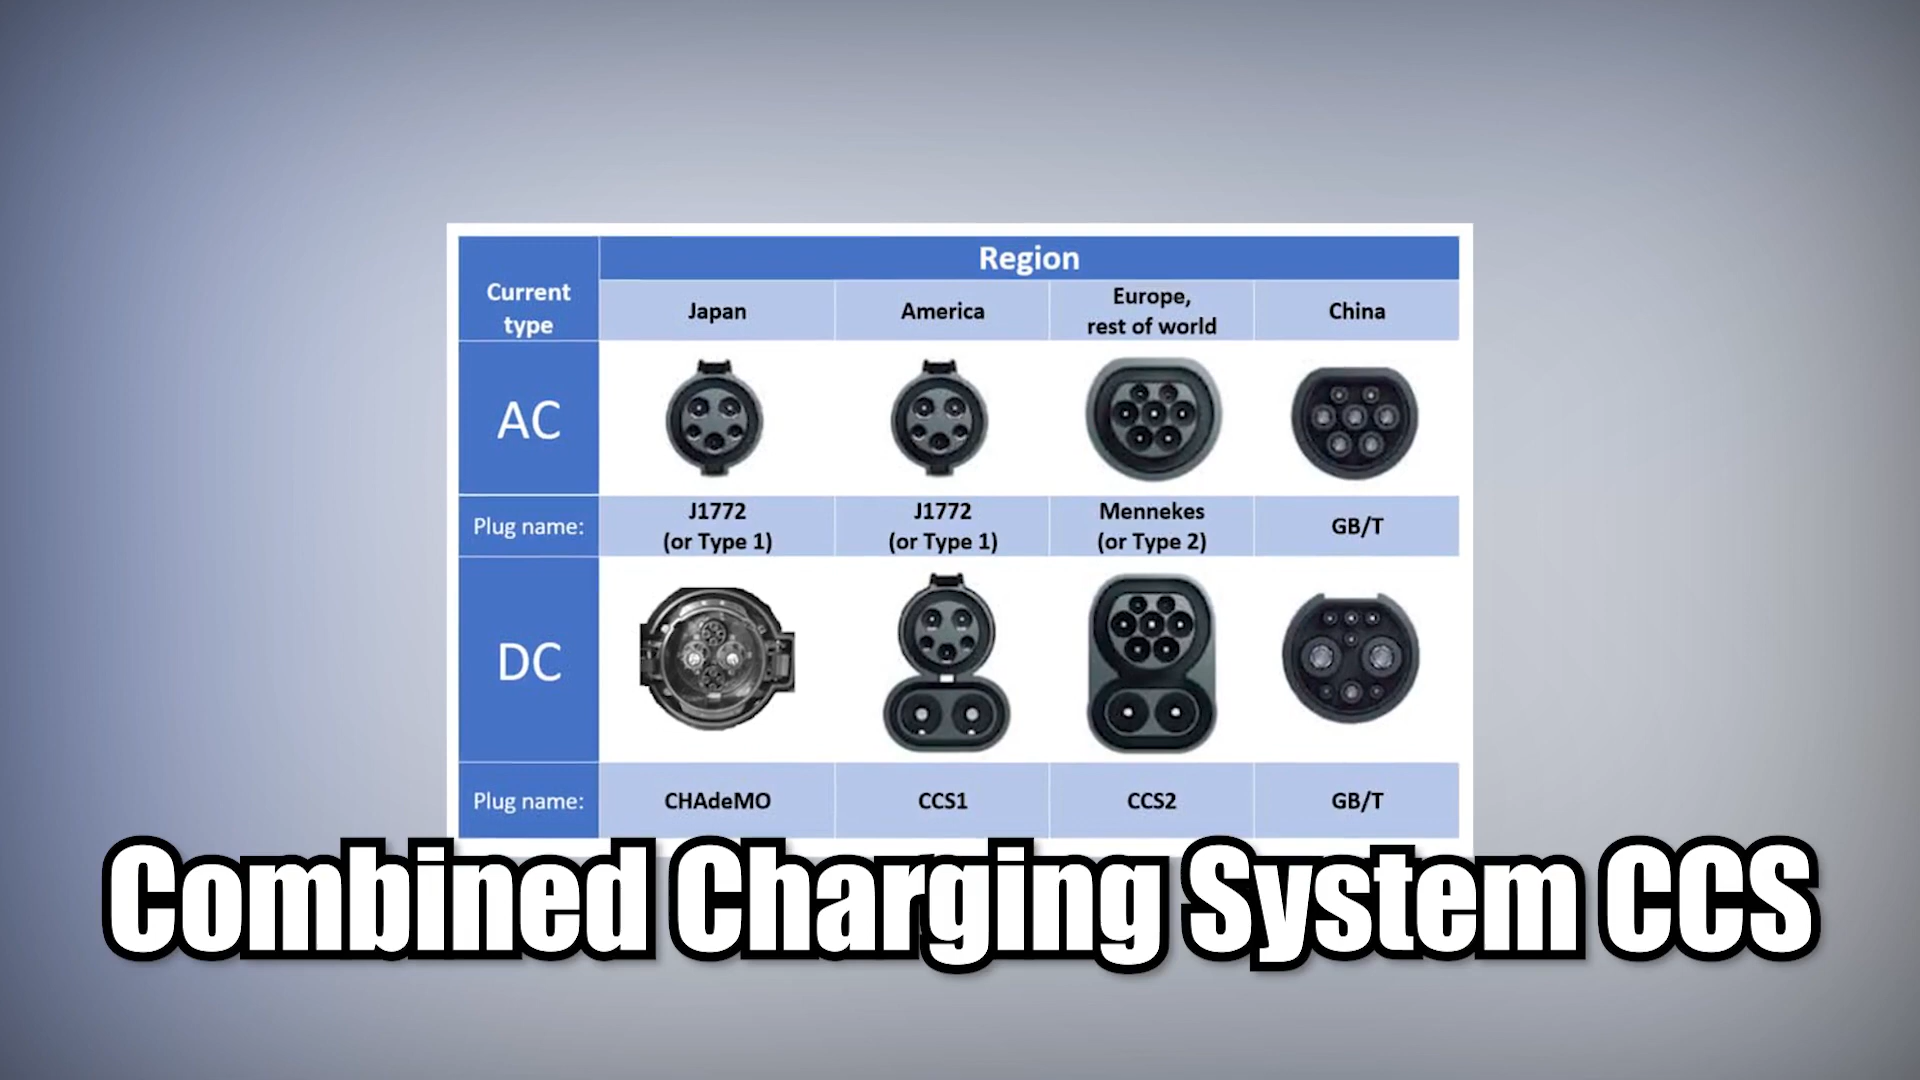 Region
Current
type
Japan
America
Europe,
rest of world
China
AC
Plug name:
J1772
(or Type 1)
J1772
(or Type 1)
Mennekes
(or Type 2)
GB/T
DC
Plug name:
CHAdeMO
CCS1
CCS2
GB/T
Combined Charging System CCS